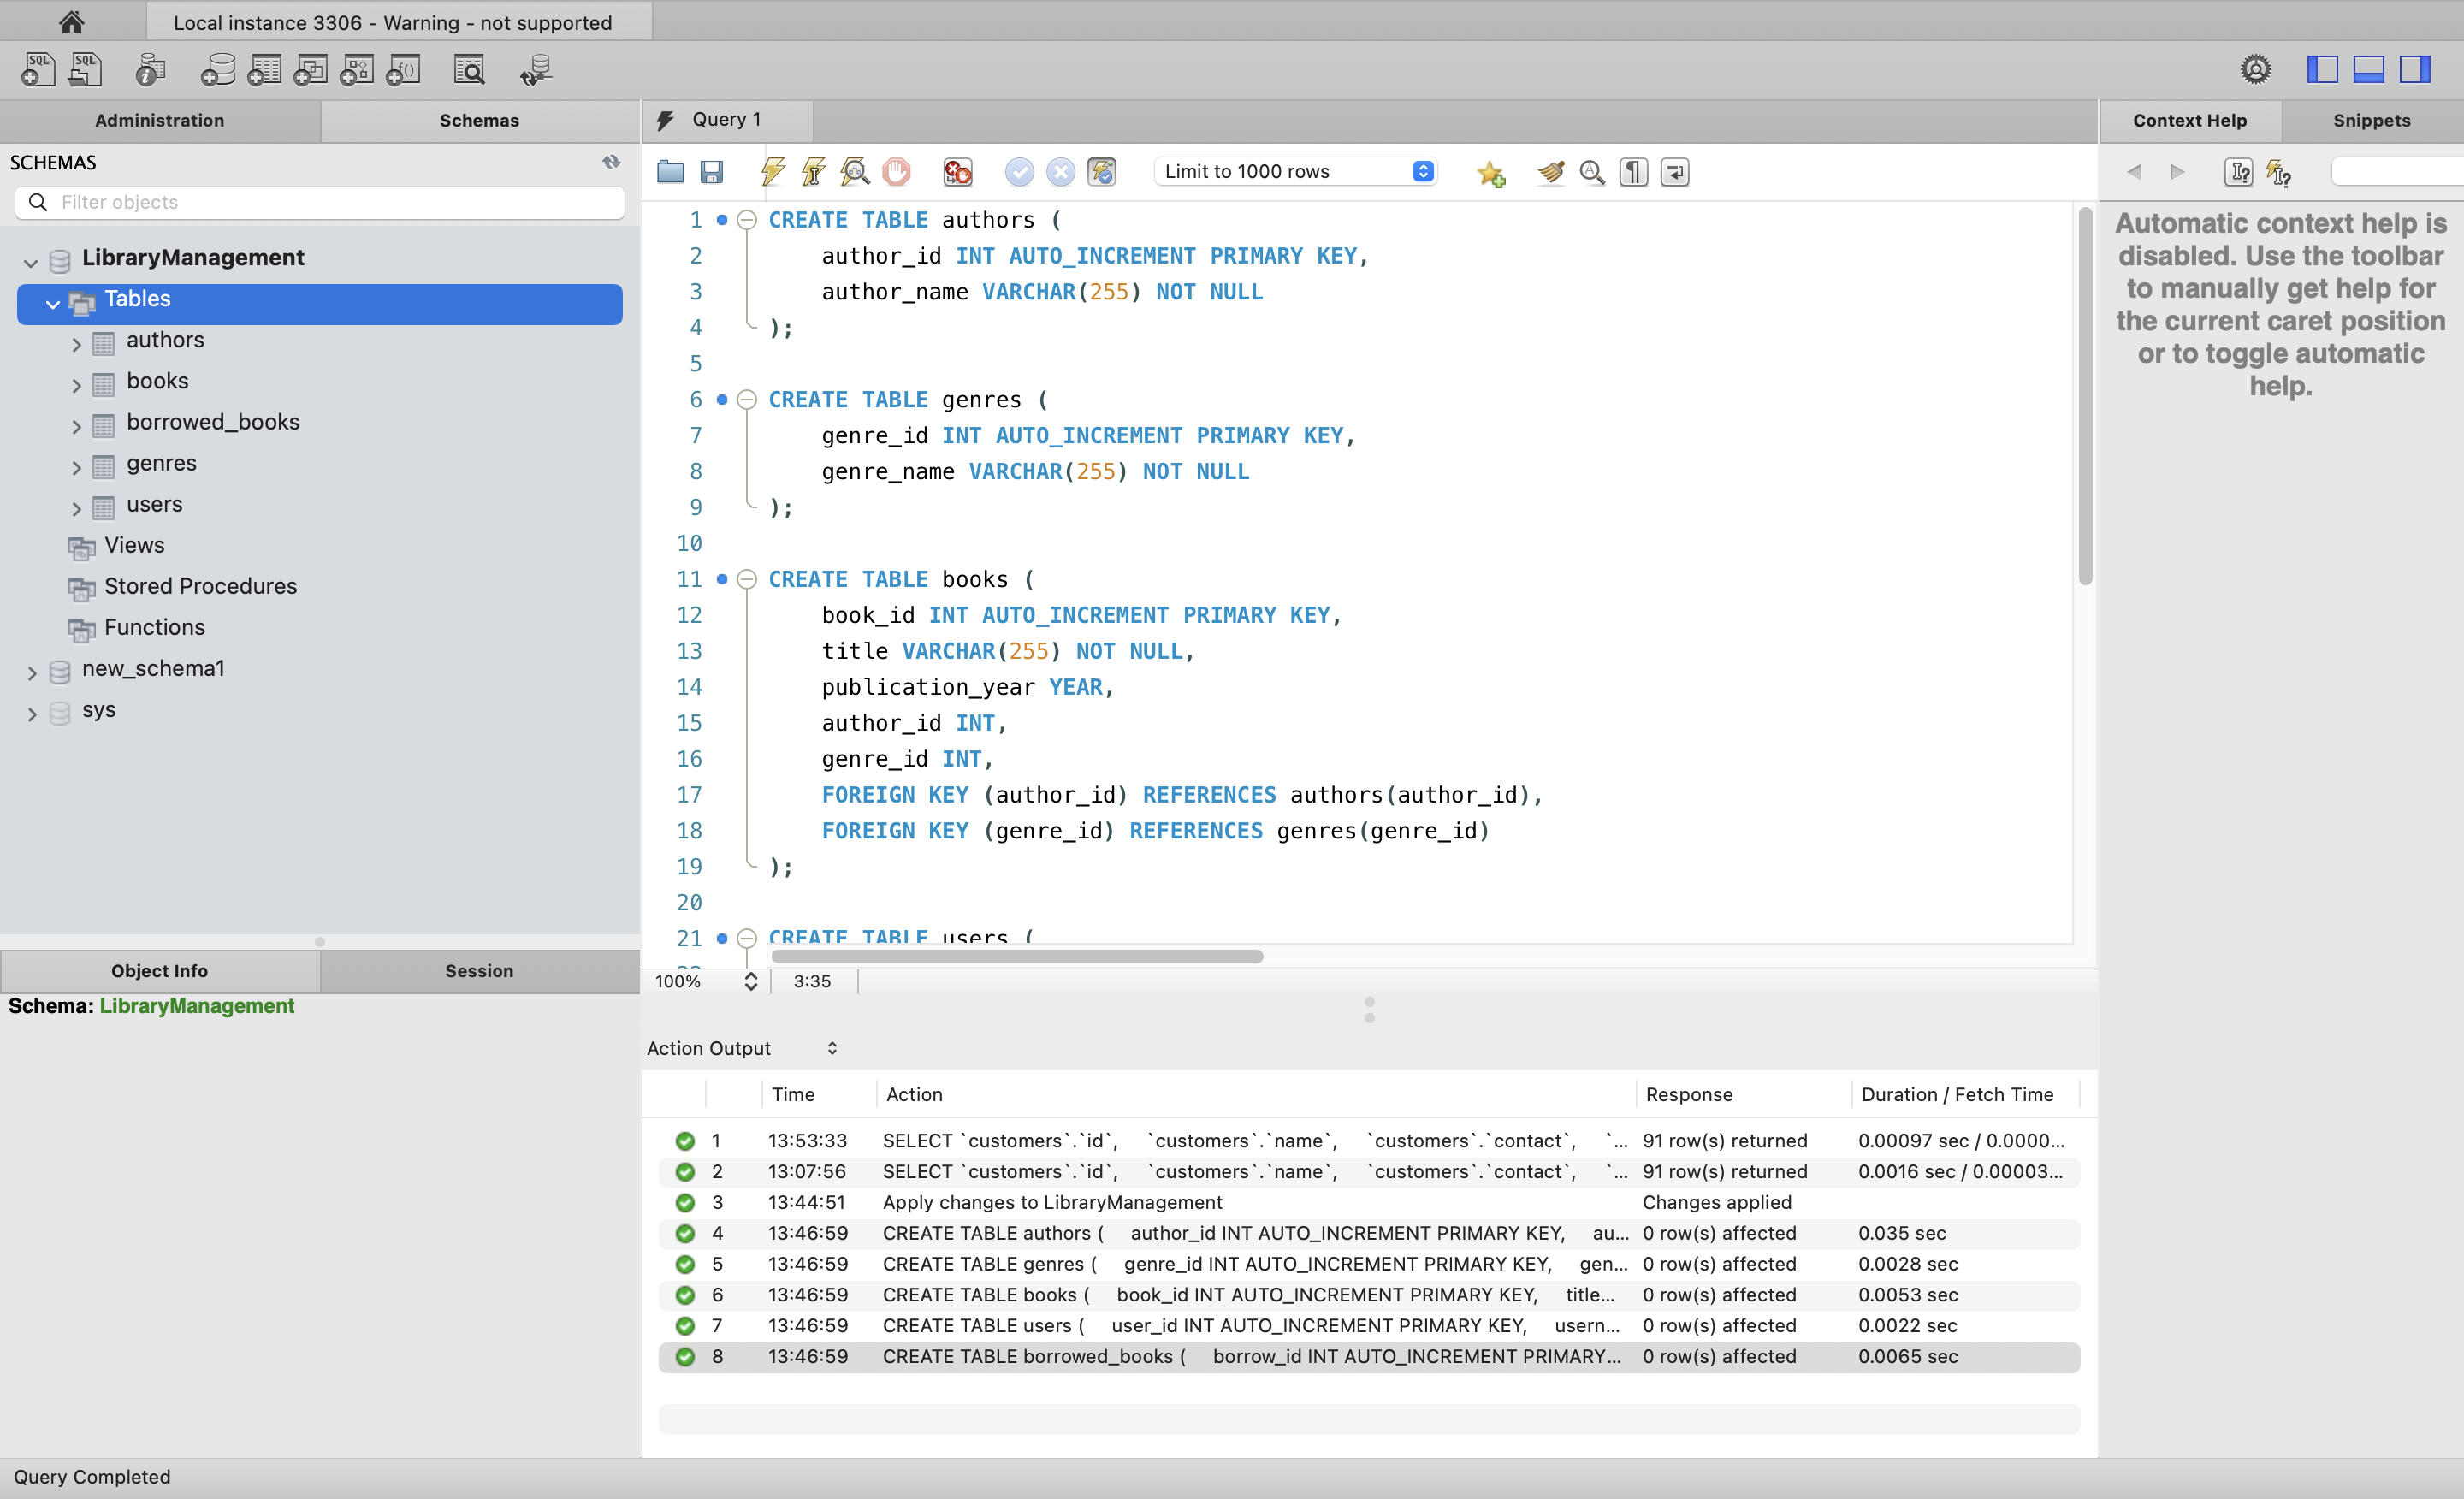 Local instance 3306 - Warning - not supported
SQL SQL
Administration Schemas
SCHEMAS
Filter objects
LibraryManagement
Tables
authors
books
borrowed_books
genres
users
Views
Stored Procedures
Functions
new_schema1
sys
Object Info Session
Schema: LibraryManagement
Query 1
Limit to 1000 rows
1 CREATE TABLE authors (
2 author_id INT AUTO_INCREMENT PRIMARY KEY,
3 author_name VARCHAR(255) NOT NULL
4 );
5
6 CREATE TABLE genres (
7 genre_id INT AUTO_INCREMENT PRIMARY KEY,
8 genre_name VARCHAR(255) NOT NULL
9 );
10
11 CREATE TABLE books (
12 book_id INT AUTO_INCREMENT PRIMARY KEY,
13 title VARCHAR(255) NOT NULL,
14 publication_year YEAR,
15 author_id INT,
16 genre_id INT,
17 FOREIGN KEY (author_id) REFERENCES authors(author_id),
18 FOREIGN KEY (genre_id) REFERENCES genres(genre_id)
19 );
20
21 CREATE TABLE users (
100% 3:35
Action Output
Time Action Response Duration / Fetch Time
1 13:53:33 SELECT `customers`.`id`, `customers`.`name`, `customers`.`contact`, `... 91 row(s) returned 0.00097 sec / 0.0000...
2 13:07:56 SELECT `customers`.`id`, `customers`.`name`, `customers`.`contact`, `... 91 row(s) returned 0.0016 sec / 0.00003...
3 13:44:51 Apply changes to LibraryManagement Changes applied
4 13:46:59 CREATE TABLE authors ( author_id INT AUTO_INCREMENT PRIMARY KEY, au... 0 row(s) affected 0.035 sec
5 13:46:59 CREATE TABLE genres ( genre_id INT AUTO_INCREMENT PRIMARY KEY, gen... 0 row(s) affected 0.0028 sec
6 13:46:59 CREATE TABLE books ( book_id INT AUTO_INCREMENT PRIMARY KEY, title... 0 row(s) affected 0.0053 sec
7 13:46:59 CREATE TABLE users ( user_id INT AUTO_INCREMENT PRIMARY KEY, usern... 0 row(s) affected 0.0022 sec
8 13:46:59 CREATE TABLE borrowed_books ( borrow_id INT AUTO_INCREMENT PRIMARY... 0 row(s) affected 0.0065 sec
Context Help Snippets
Automatic context help is
disabled. Use the toolbar
to manually get help for
the current caret position
or to toggle automatic
help.
Query Completed